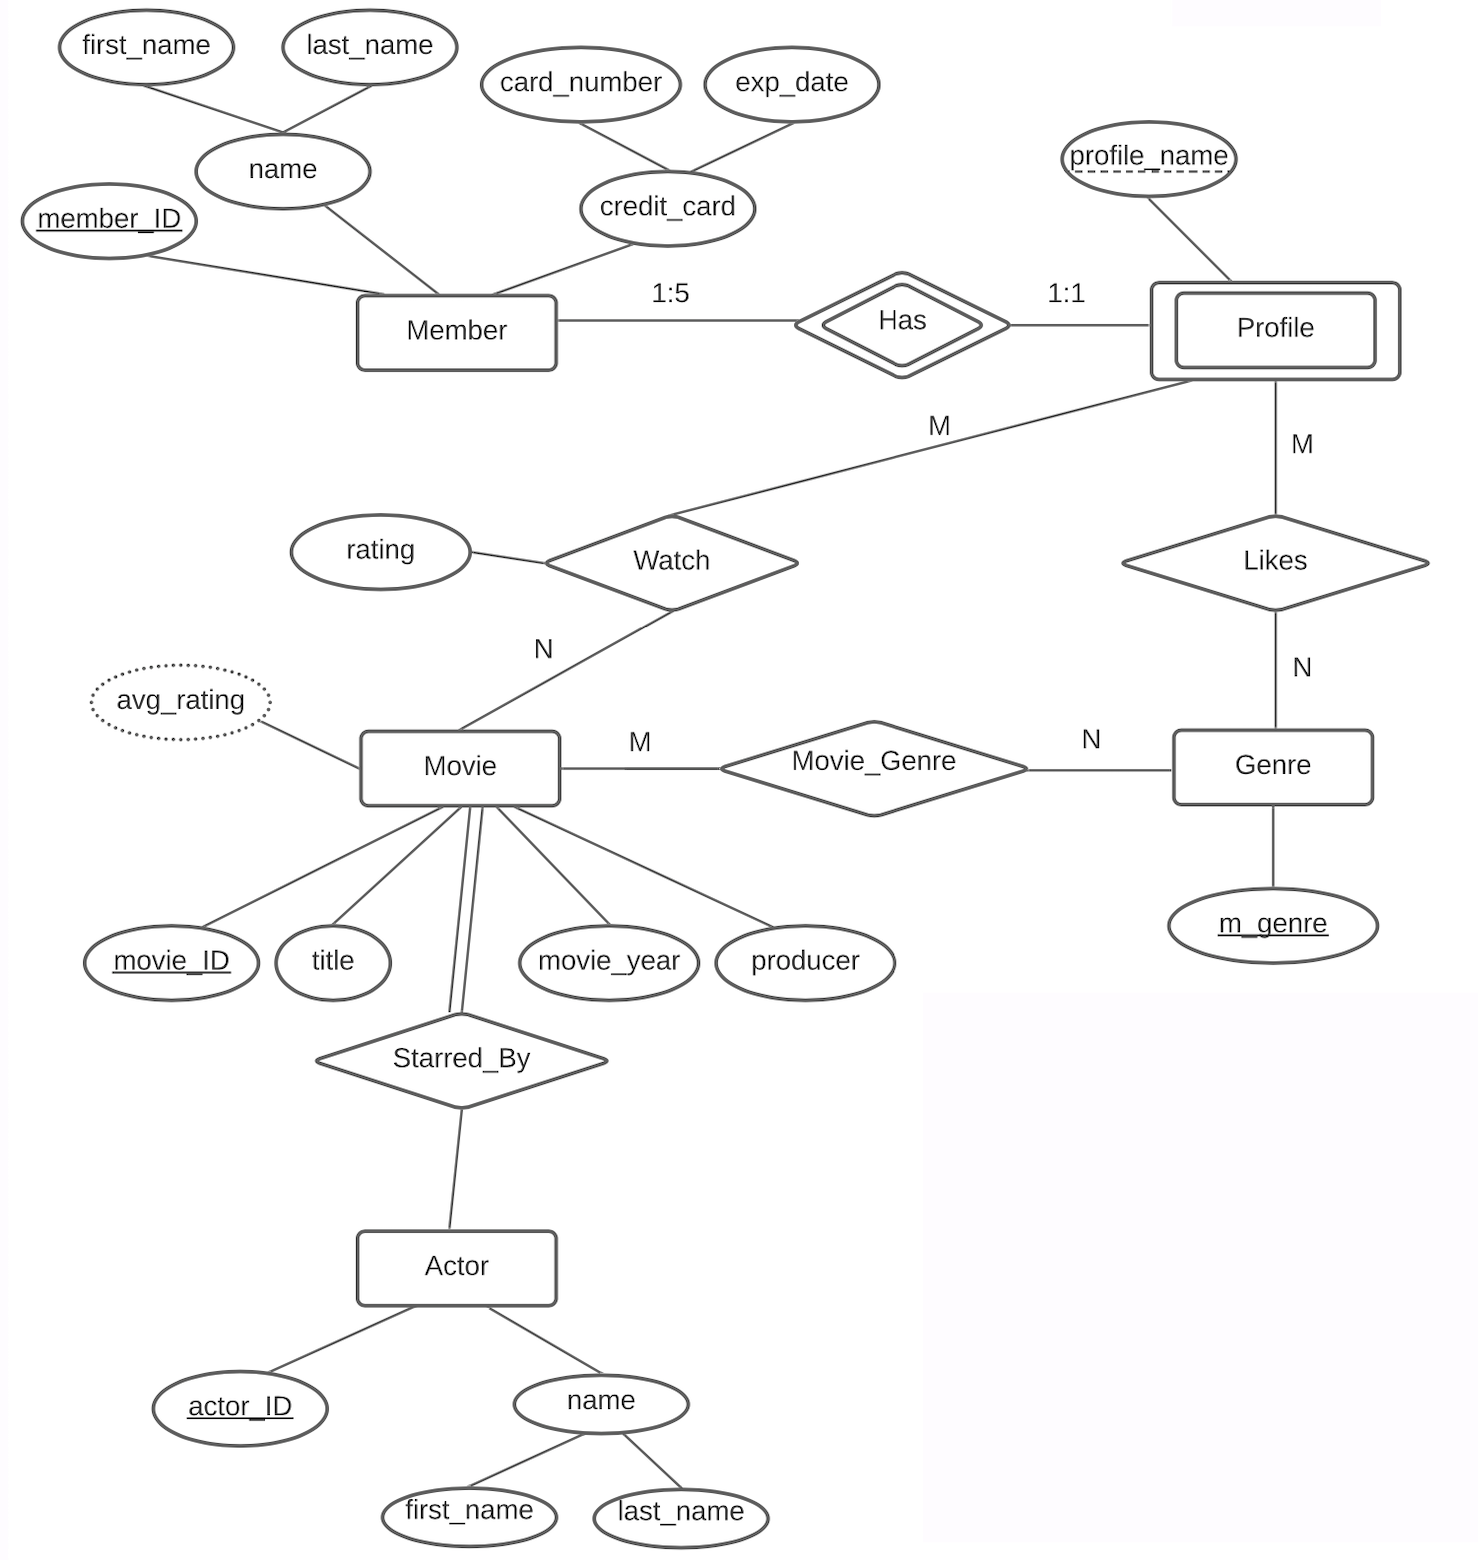 first_name
last_name
card_number
exp_date
profile_name
name
member_ID
credit_card
1:5
1:1
Member
Has
Profile
M
M
rating
Watch
Likes
N
N
avg_rating
Movie
M
Movie_Genre
N
Genre
movie_ID
title
movie_year
producer
m_genre
Starred_By
Actor
actor_ID
name
first_name
last_name